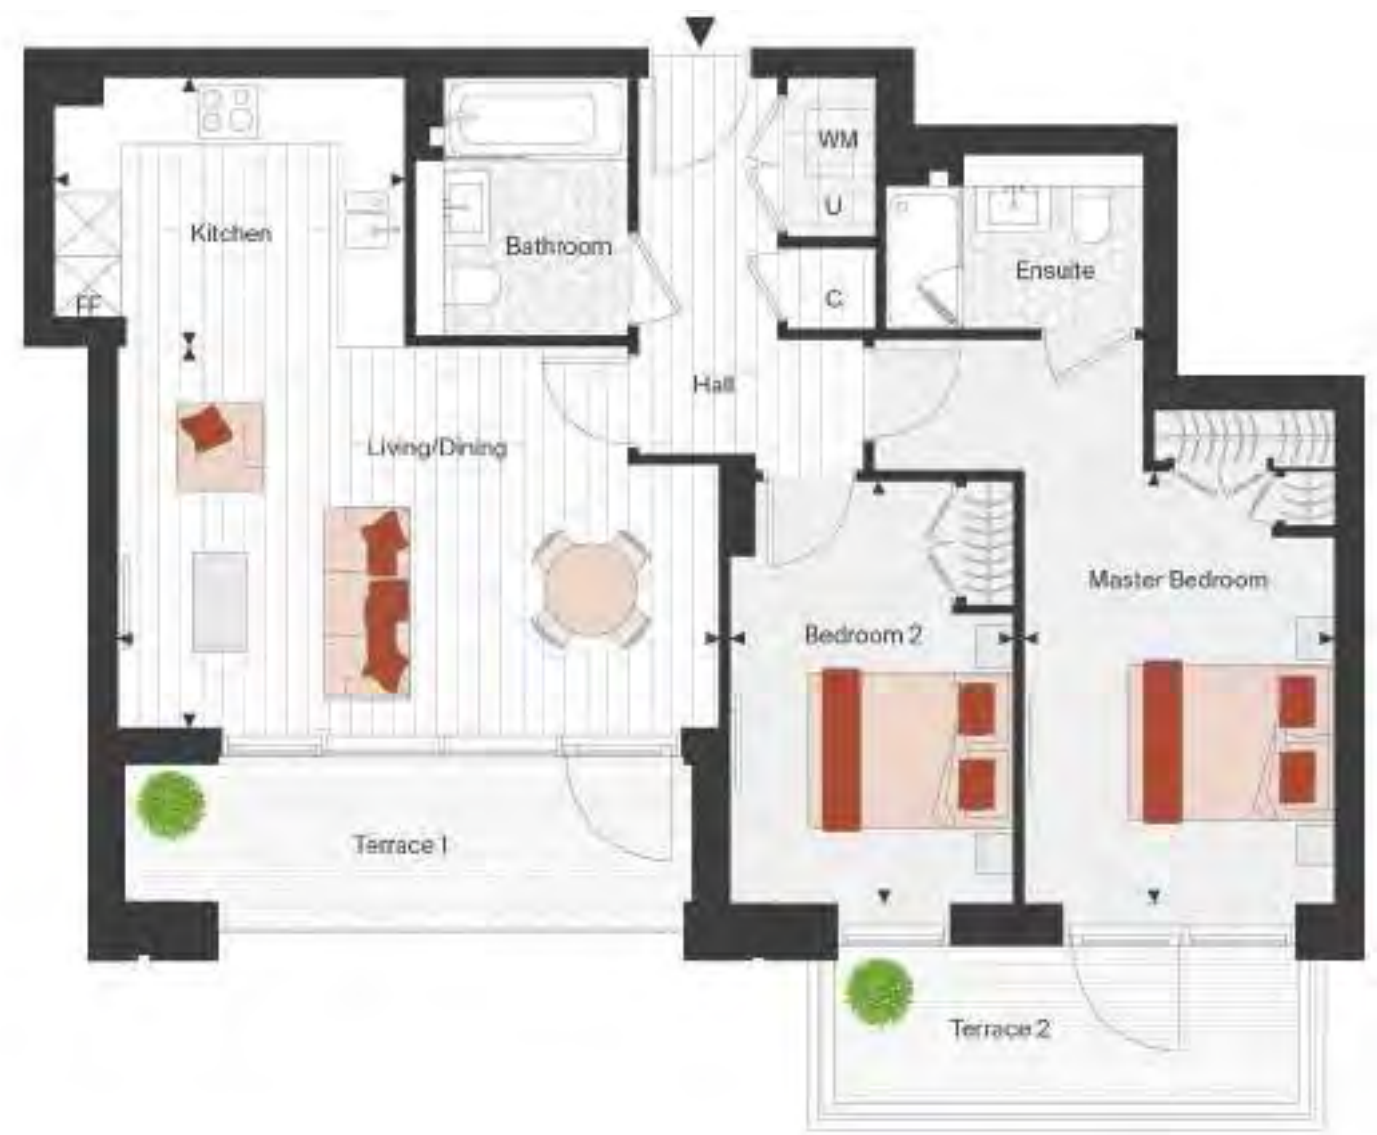 WM
U
Kitchen
Bathroom
Ensuite
C
FF
Hall
Living/Dining
Master Bedroom
Bedroom 2
Terrace 1
Terrace 2